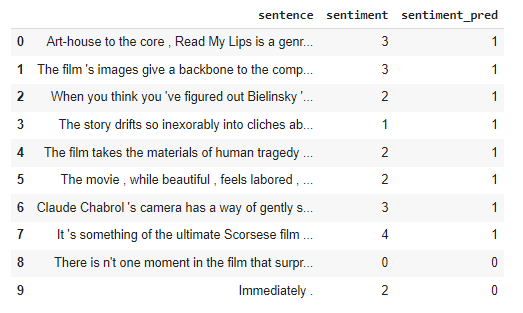 sentence sentiment sentiment_pred
0 Art-house to the core , Read My Lips is a genr... 3 1
1 The film 's images give a backbone to the comp... 3 1
2 When you think you 've figured out Bielinsky '... 2 1
3 The story drifts so inexorably into cliches ab... 1 1
4 The film takes the materials of human tragedy ... 2 1
5 The movie , while beautiful , feels labored , ... 2 1
6 Claude Chabrol 's camera has a way of gently s... 3 1
7 It 's something of the ultimate Scorsese film ... 4 1
8 There is n't one moment in the film that surpr... 0 0
9 Immediately . 2 0